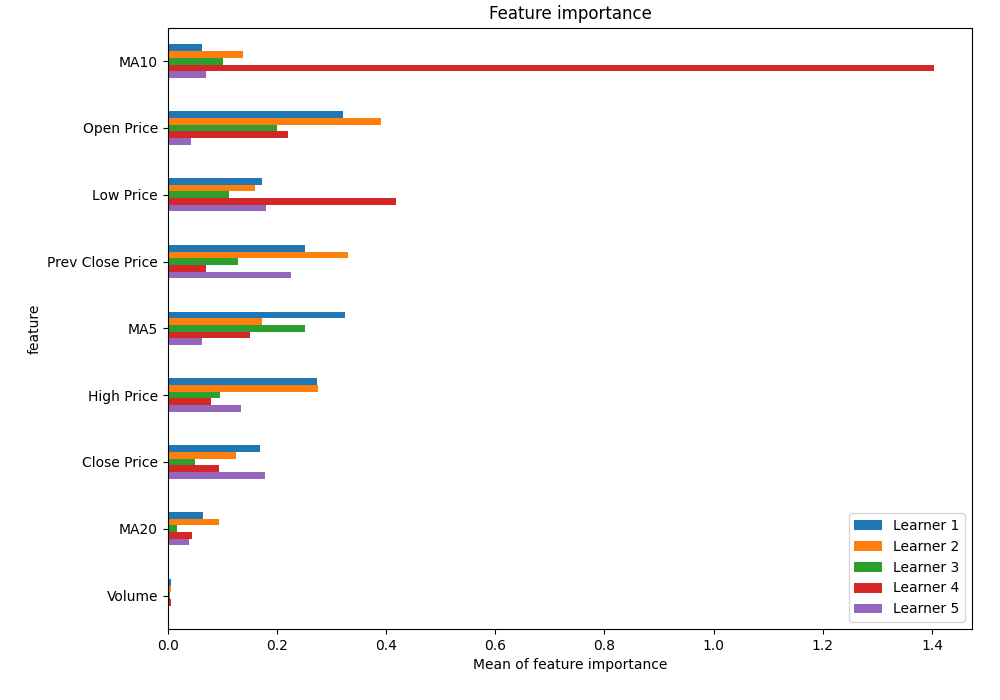 Feature importance
MA10
Open Price
Low Price
Prev Close Price
MA5
High Price
Close Price
MA20
Volume
feature
Learner 1
Learner 2
Learner 3
Learner 4
Learner 5
0.0 0.2 0.4 0.6 0.8 1.0 1.2 1.4
Mean of feature importance